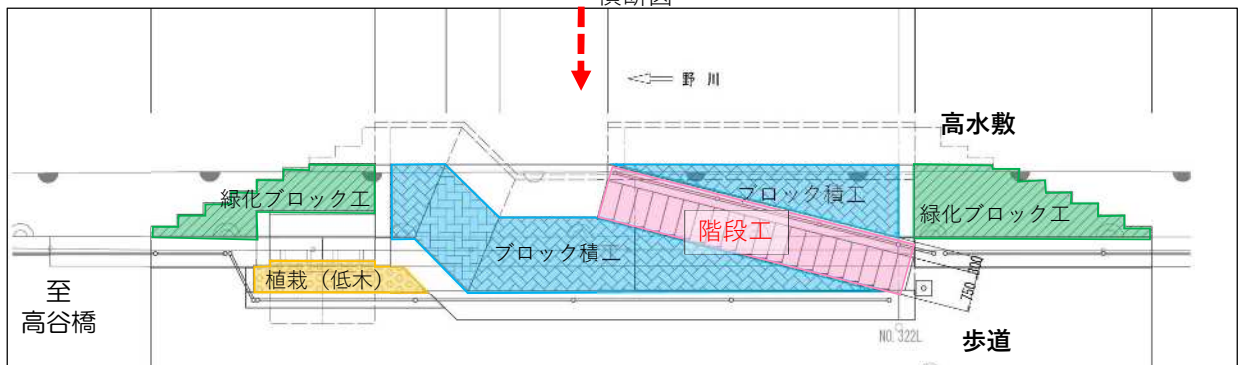 横断図
野川
高水敷
緑化ブロック工
ブロック積工
緑化ブロック工
階段工
ブロック積工
植栽（低木）
至
高谷橋
750
NO. 322L
歩道